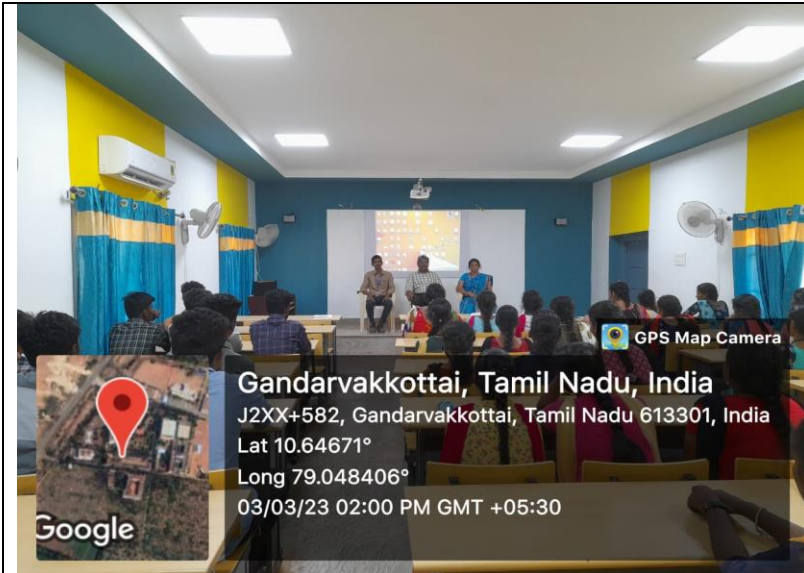 GPS Map Camera
Gandarvakkottai, Tamil Nadu, India
J2XX+582, Gandarvakkottai, Tamil Nadu 613301, India
Lat 10.64671°
Long 79.048406°
03/03/23 02:00 PM GMT +05:30
Google